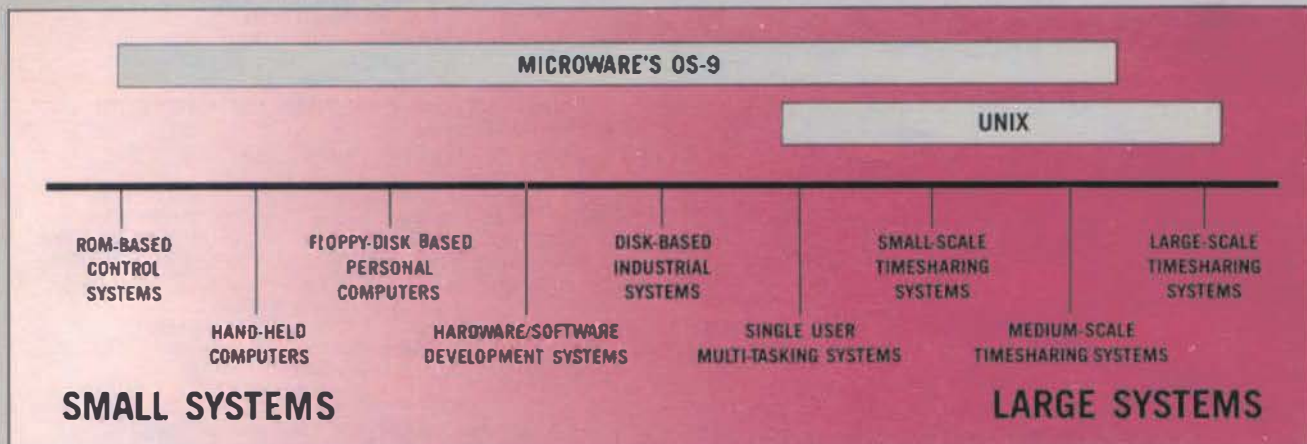 MICROWARE'S OS-9
UNIX
ROM-BASED
CONTROL
SYSTEMS
HAND-HELD
COMPUTERS
FLOPPY-DISK BASED
PERSONAL
COMPUTERS
HARDWARE/SOFTWARE
DEVELOPMENT SYSTEMS
DISK-BASED
INDUSTRIAL
SYSTEMS
SINGLE USER
MULTI-TASKING SYSTEMS
SMALL-SCALE
TIMESHARING
SYSTEMS
MEDIUM-SCALE
TIMESHARING SYSTEMS
LARGE-SCALE
TIMESHARING
SYSTEMS
SMALL SYSTEMS
LARGE SYSTEMS